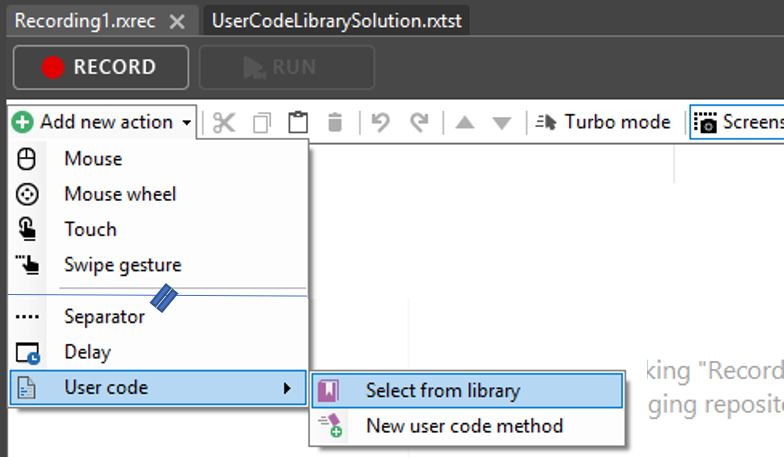 Recording1.rxrec
UserCodeLibrarySolution.rxtst
RECORD
RUN
Add new action
Turbo mode
Screens
Mouse
Mouse wheel
Touch
Swipe gesture
Separator
Delay
User code
Select from library
New user code method
king "Record
ging reposito